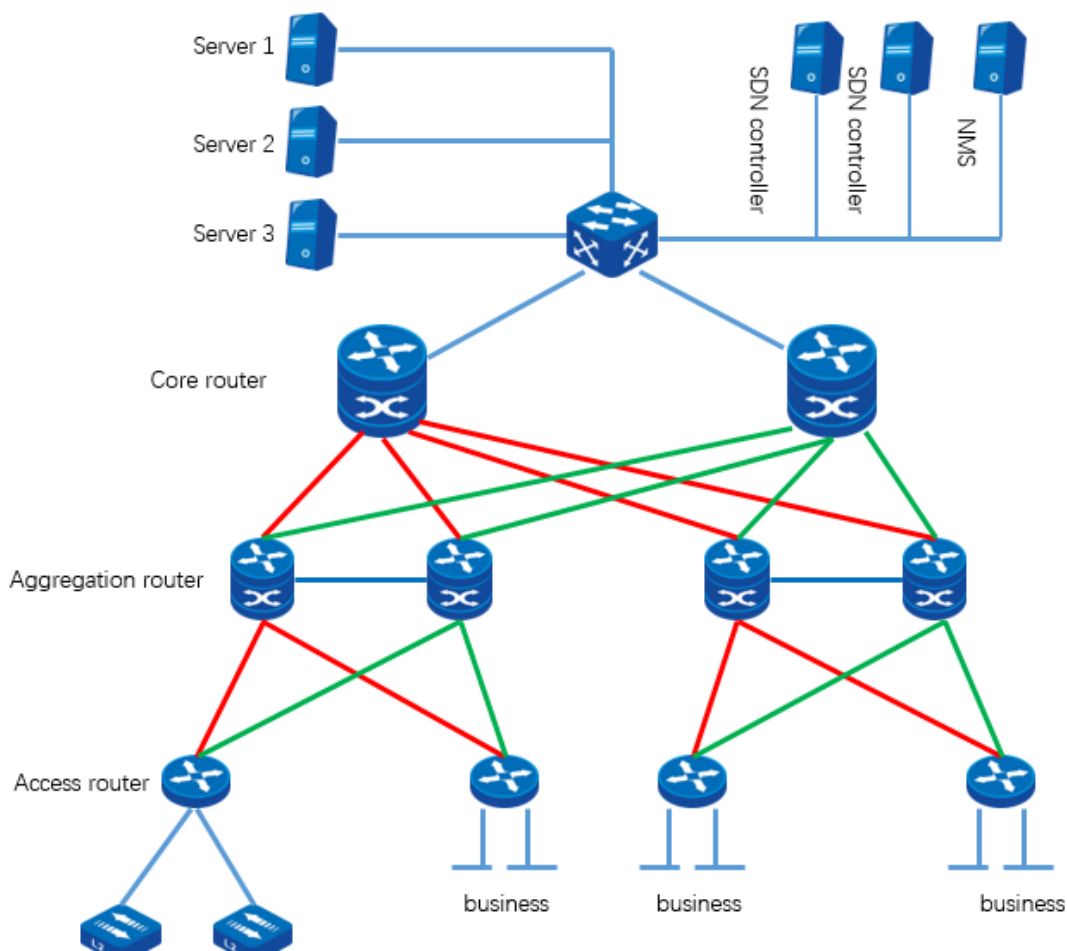 Server 1
SDN controller
SDN controller
NMS
Server 2
Server 3
Core router
Aggregation router
Access router
business
business
business